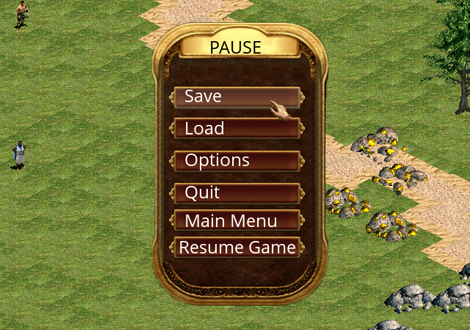 PAUSE
Save
Load
Options
Quit
Main Menu
Resume Game